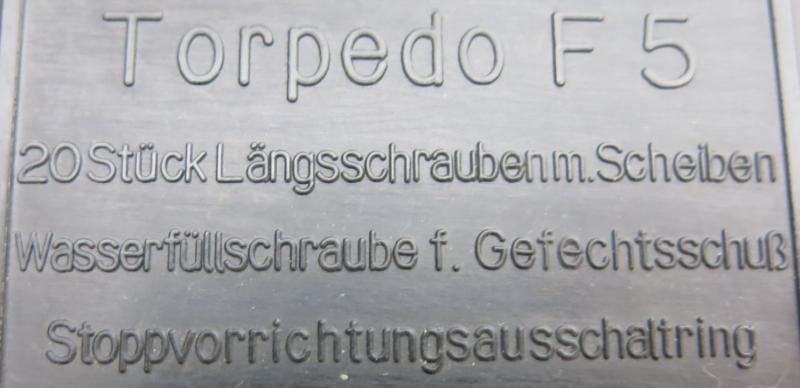 Torpedo F 5
20 Stück Längsschrauben m. Scheiben
Wasserfüllschraube f. Gefechtsschuß
Stoppvorrichtungsausschaltring